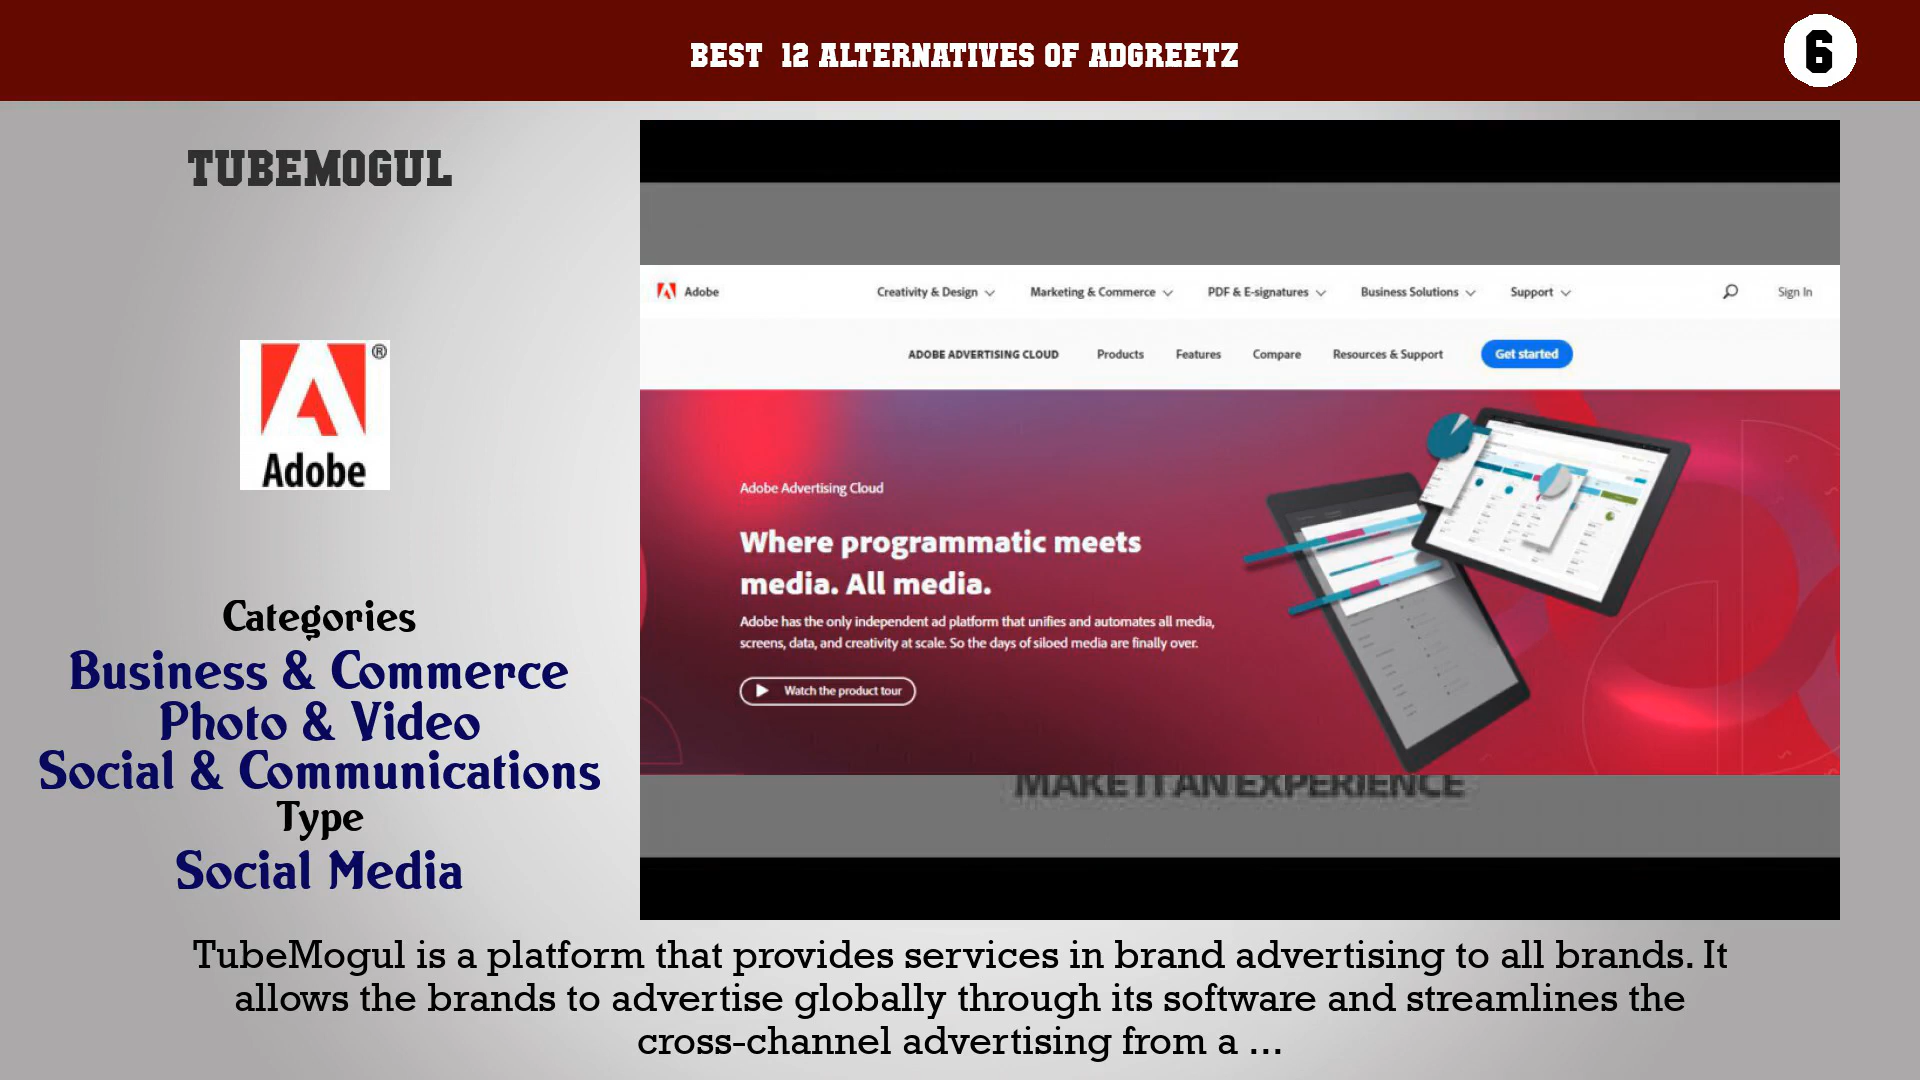 BEST 12 ALTERNATIVES OF ADGREETZ
6
TUBEMOGUL
®
Adobe
Categories
Business & Commerce
Photo & Video
Social & Communications
Type
Social Media
Adobe
Creativity & Design
Marketing & Commerce
PDF & E-signatures
Business Solutions
Support
Sign In
ADOBE ADVERTISING CLOUD
Products
Features
Compare
Resources & Support
Get started
Adobe Advertising Cloud
Where programmatic meets
media. All media.
Adobe has the only independent ad platform that unifies and automates all media,
screens, data, and creativity at scale. So the days of siloed media are finally over.
Watch the product tour
MAKE IT AN EXPERIENCE
TubeMogul is a platform that provides services in brand advertising to all brands. It
allows the brands to advertise globally through its software and streamlines the
cross-channel advertising from a ...